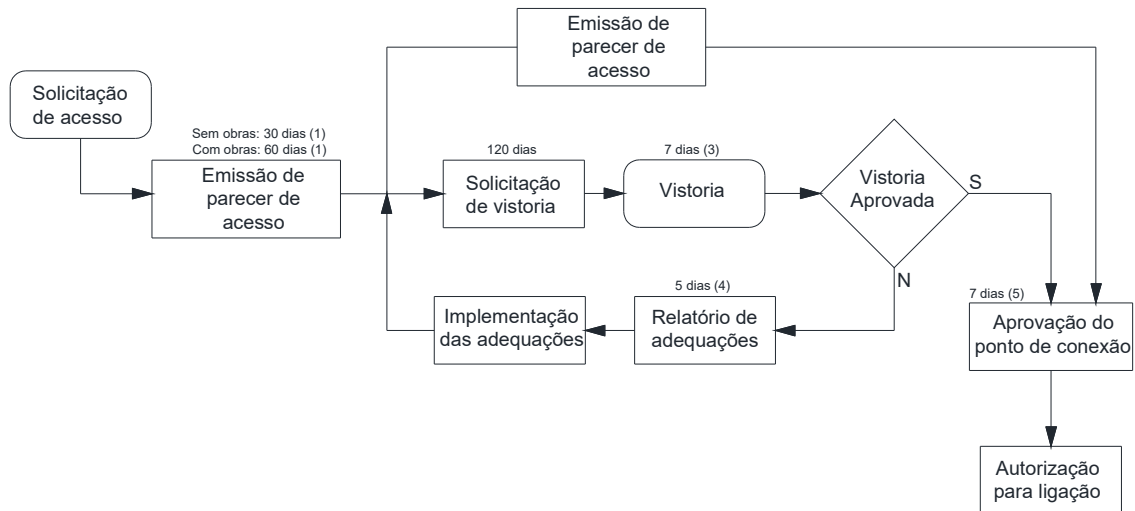 Emissão de
parecer de
acesso
Solicitação
de acesso
Sem obras: 30 dias (1)
Com obras: 60 dias (1)
Emissão de
parecer de
acesso
120 dias
Solicitação
de vistoria
7 dias (3)
Vistoria
Vistoria
Aprovada
S
N
5 dias (4)
Relatório de
adequações
Implementação
das adequações
7 dias (5)
Aprovação do
ponto de conexão
Autorização
para ligação